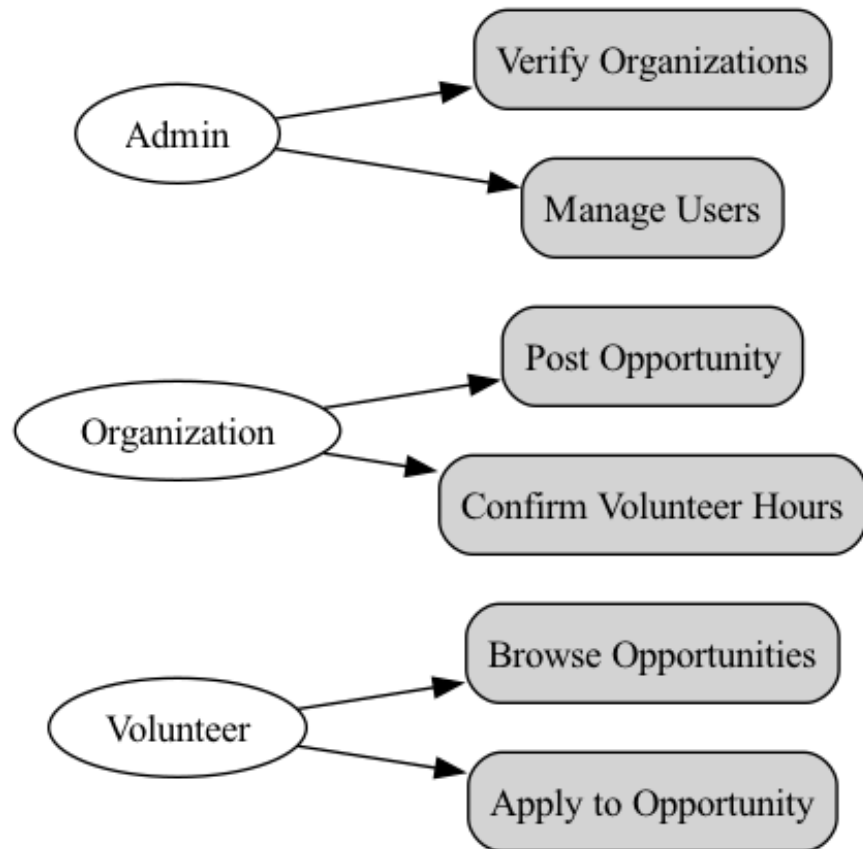 Verify Organizations
Admin
Manage Users
Post Opportunity
Organization
Confirm Volunteer Hours
Browse Opportunities
Volunteer
Apply to Opportunity